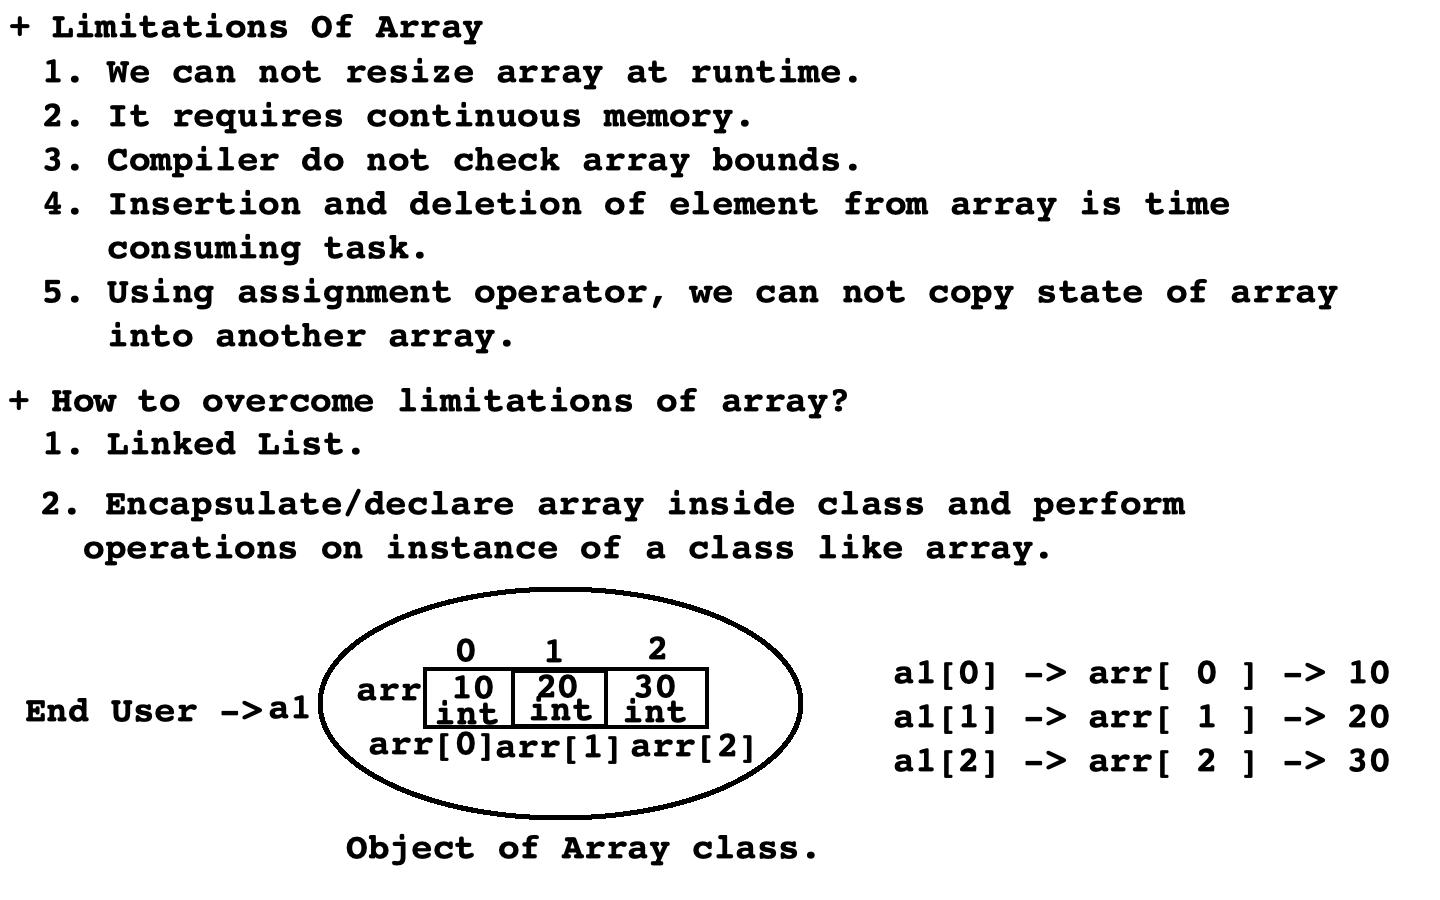 + Limitations Of Array
1. We can not resize array at runtime.
2. It requires continuous memory.
3. Compiler do not check array bounds.
4. Insertion and deletion of element from array is time
consuming task.
5. Using assignment operator, we can not copy state of array
into another array.
+ How to overcome limitations of array?
1. Linked List.
2. Encapsulate/declare array inside class and perform
operations on instance of a class like array.
0 1 2
arr 10 20 30
int int int
arr[0] arr[1] arr[2]
End User -> a1
Object of Array class.
a1[0] -> arr[ 0 ] -> 10
a1[1] -> arr[ 1 ] -> 20
a1[2] -> arr[ 2 ] -> 30